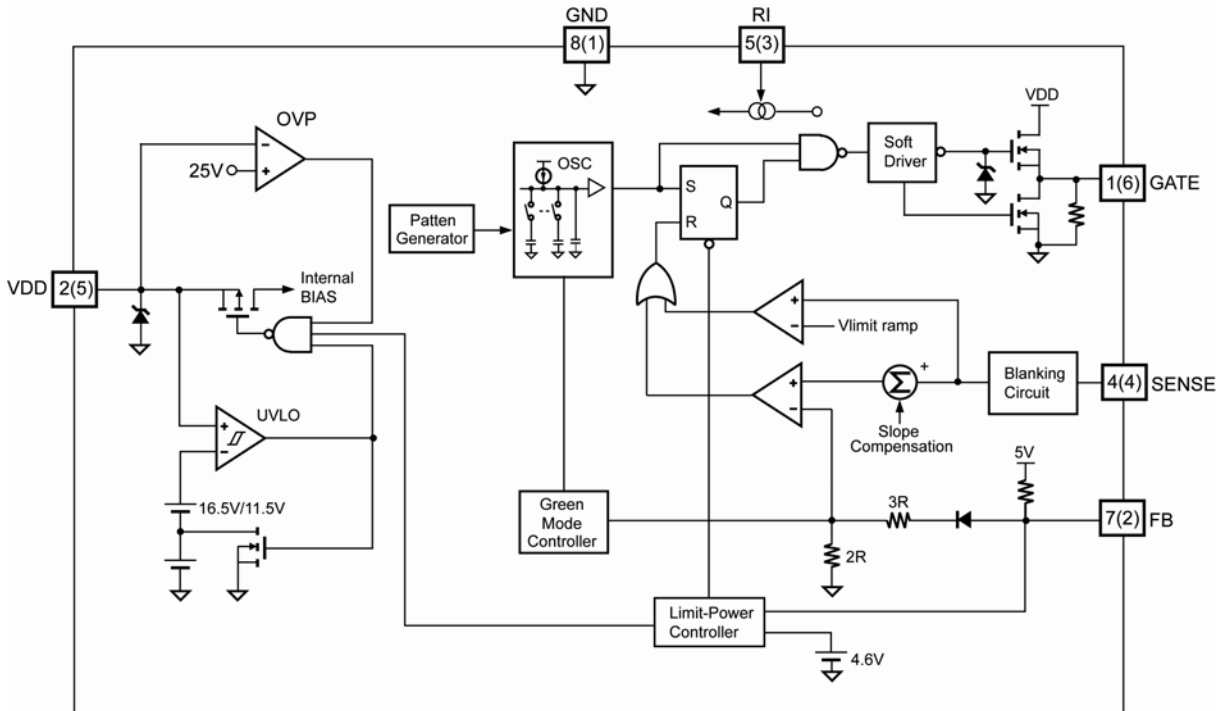 GND
RI
8(1)
5(3)
VDD
OVP
25V
OSC
Soft
Driver
1(6)
GATE
S
Q
R
Patten
Generator
VDD
2(5)
Internal
BIAS
Vlimit ramp
Σ
Blanking
Circuit
4(4)
SENSE
Slope
Compensation
UVLO
5V
16.5V/11.5V
Green
Mode
Controller
3R
7(2)
FB
2R
Limit-Power
Controller
4.6V